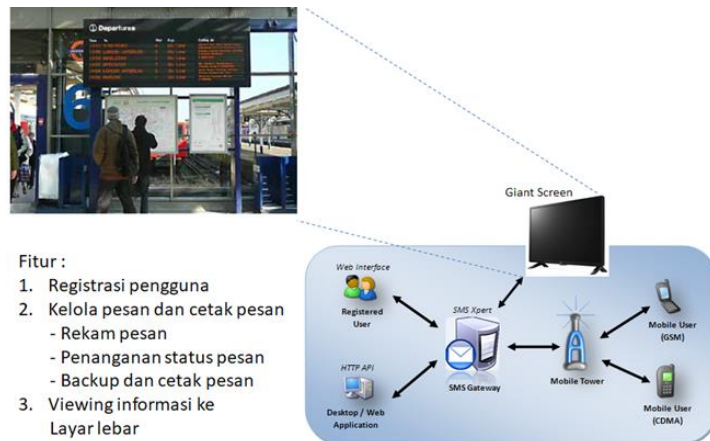 Departures
6
Giant Screen
Fitur :
1. Registrasi pengguna
2. Kelola pesan dan cetak pesan
- Rekam pesan
- Penanganan status pesan
- Backup dan cetak pesan
3. Viewing informasi ke
Layar lebar
Web Interface
Registered
User
HTTP API
Desktop / Web
Application
SMS Xpert
SMS Gateway
Mobile Tower
Mobile User
(GSM)
Mobile User
(CDMA)